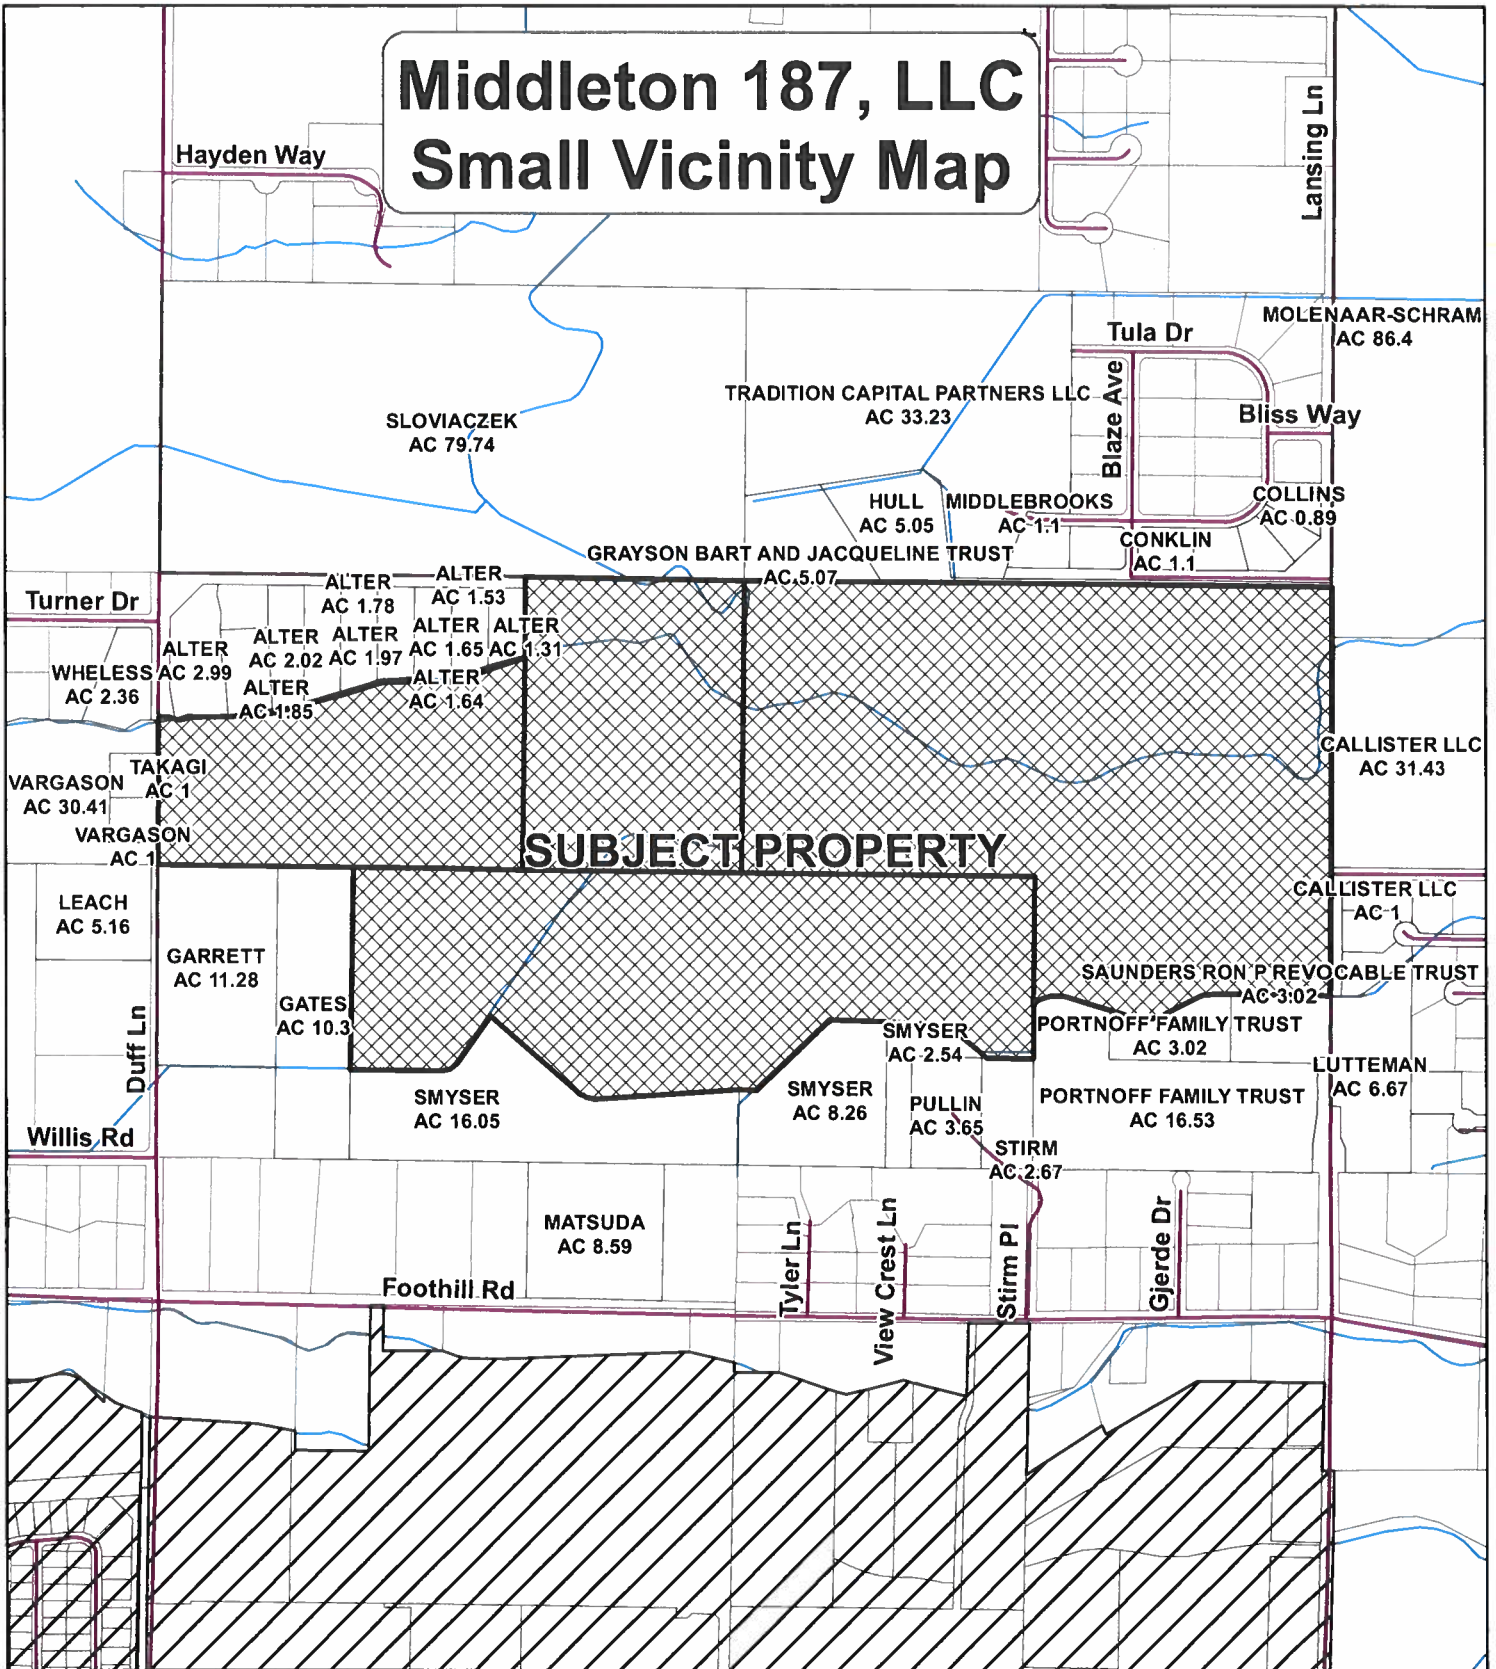 Middleton 187, LLC
Small Vicinity Map
Hayden Way
Lansing Ln
MOLENAAR-SCHRAM
AC 86.4
Tula Dr
Blaze Ave
Bliss Way
TRADITION CAPITAL PARTNERS LLC
AC 33.23
SLOVIACZEK
AC 79.74
HULL
AC 5.05
MIDDLEBROOKS
AC 1.1
COLLINS
AC 0.89
CONKLIN
AC 1.1
GRAYSON BART AND JACQUELINE TRUST
AC 5.07
Turner Dr
ALTER
AC 1.78
ALTER
AC 1.53
ALTER
AC 2.99
ALTER
AC 2.02
ALTER
AC 1.97
ALTER
AC 1.65
ALTER
AC 1.31
WHELESS
AC 2.36
ALTER
AC 1.85
ALTER
AC 1.64
TAKAGI
AC 1
VARGASON
AC 30.41
VARGASON
AC 1
CALLISTER LLC
AC 31.43
SUBJECT PROPERTY
CALLISTER LLC
AC 1
LEACH
AC 5.16
GARRETT
AC 11.28
GATES
AC 10.3
SAUNDERS RON P REVOCABLE TRUST
AC 3.02
PORTNOFF FAMILY TRUST
AC 3.02
Duff Ln
SMYSER
AC 2.54
LUTTEMAN
AC 6.67
SMYSER
AC 16.05
SMYSER
AC 8.26
PULLIN
AC 3.65
PORTNOFF FAMILY TRUST
AC 16.53
Willis Rd
STIRM
AC 2.67
MATSUDA
AC 8.59
Tyler Ln
View Crest Ln
Stirm Pl
Gjerde Dr
Foothill Rd